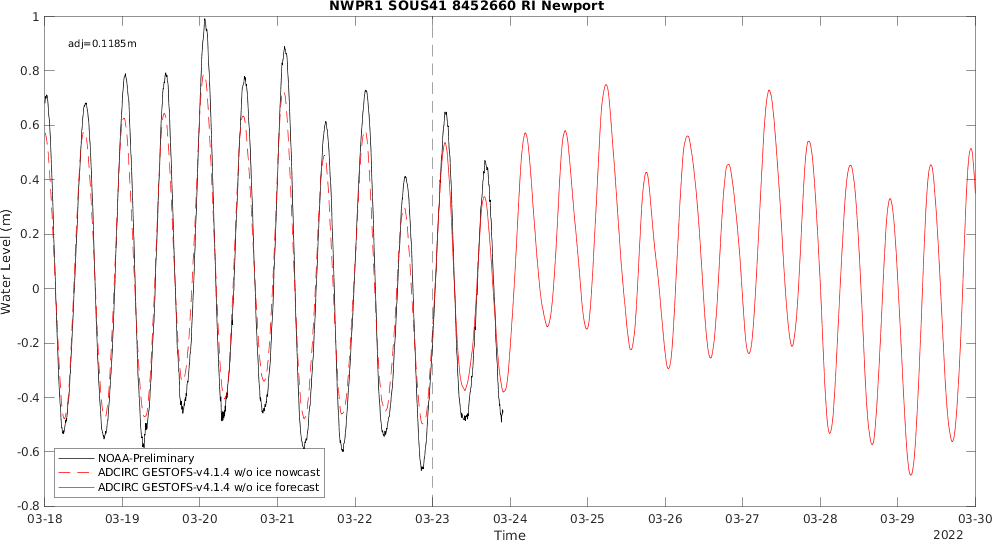 NWPR1 SOUS41 8452660 RI Newport
adj=0.1185m
Water Level (m)
1
0.8
0.6
0.4
0.2
0
-0.2
-0.4
-0.6
-0.8
NOAA-Preliminary
ADCIRC GESTOFS-v4.1.4 w/o ice nowcast
ADCIRC GESTOFS-v4.1.4 w/o ice forecast
03-18 03-19 03-20 03-21 03-22 03-23 03-24 03-25 03-26 03-27 03-28 03-29 03-30
Time
2022